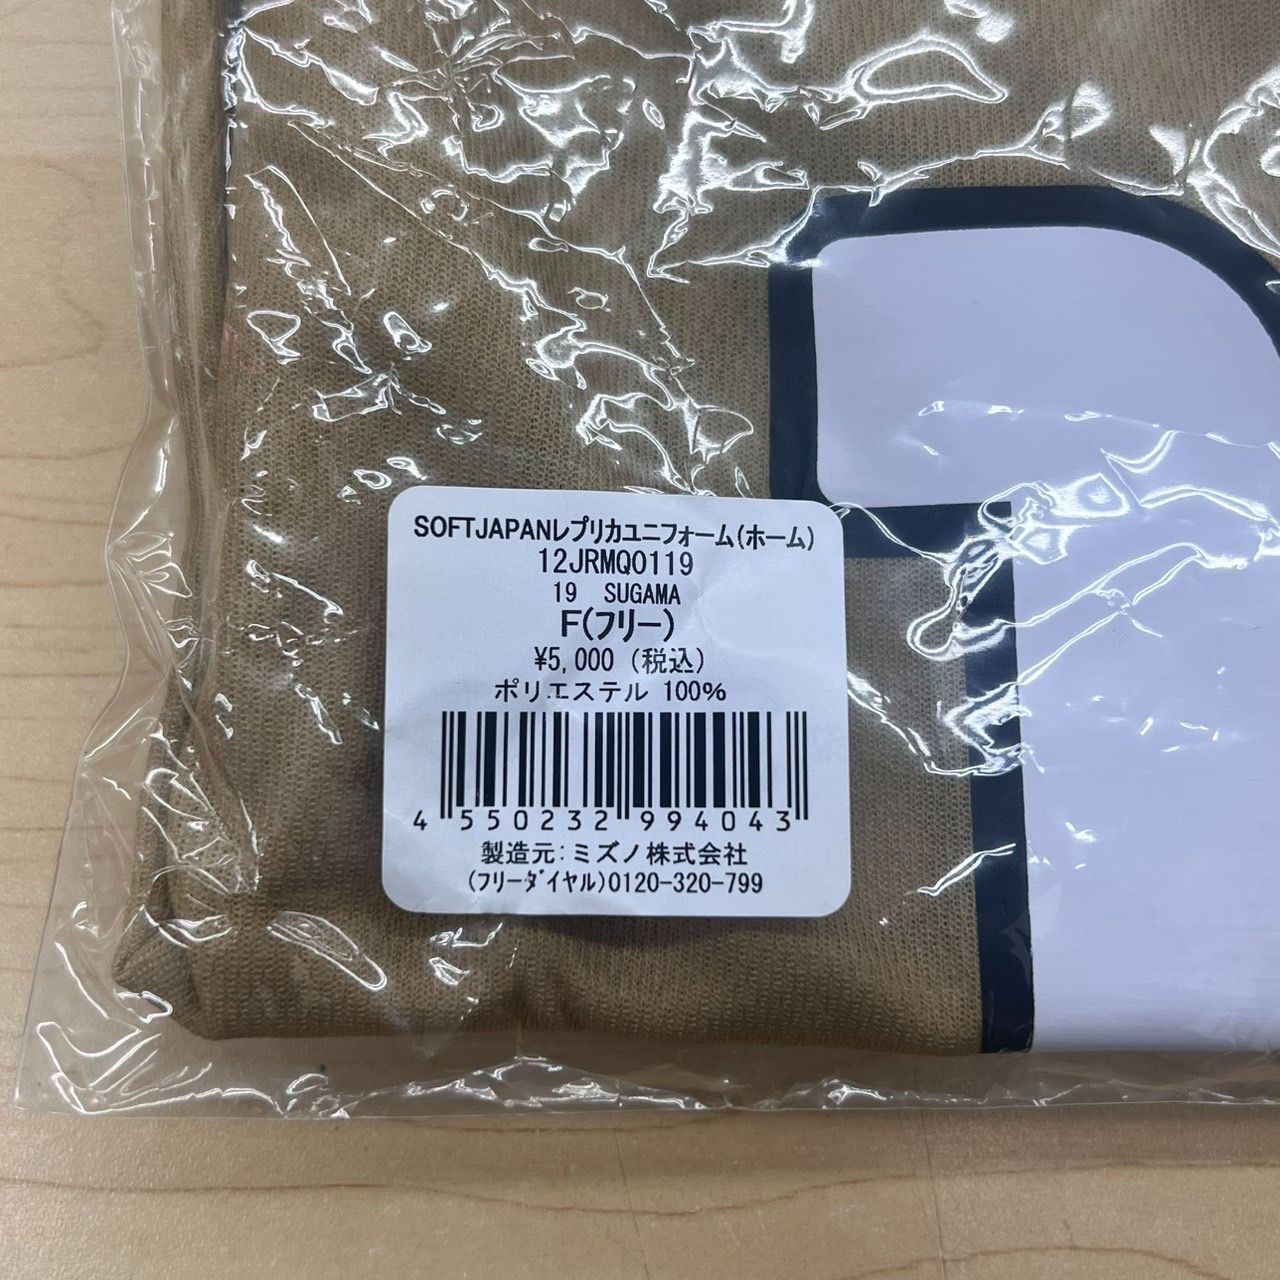 SOFTJAPANレプリカユニフォーム(ホーム)
12JRMQ0119
19 SUGAMA
F(フリー)
¥5,000 (税込)
ポリエステル 100%
4 550232 994043
製造元:ミズノ株式会社
(フリーダイヤル)0120-320-799